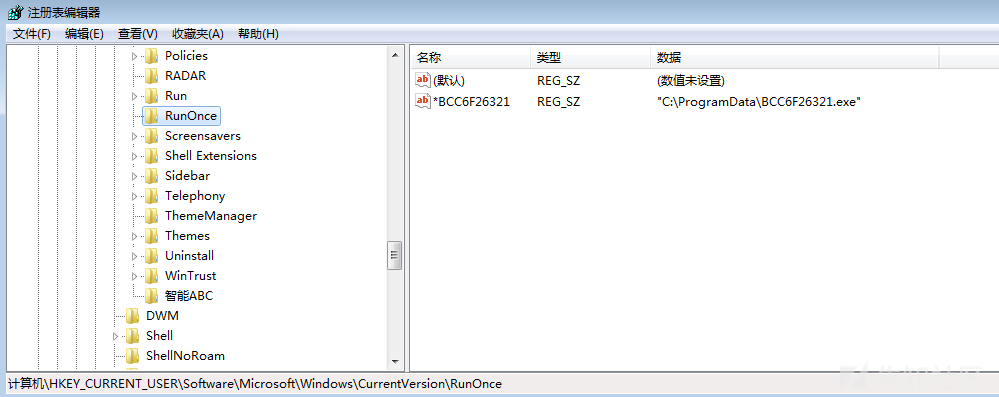 注册表编辑器
文件(F) 编辑(E) 查看(V) 收藏夹(A) 帮助(H)
Policies
RADAR
Run
RunOnce
Screensavers
Shell Extensions
Sidebar
Telephony
ThemeManager
Themes
Uninstall
WinTrust
智能ABC
DWM
Shell
ShellNoRoam
名称 类型 数据
ab (默认) REG_SZ (数值未设置)
ab *BCC6F26321 REG_SZ "C:\ProgramData\BCC6F26321.exe"
计算机\HKEY_CURRENT_USER\Software\Microsoft\Windows\CurrentVersion\RunOnce